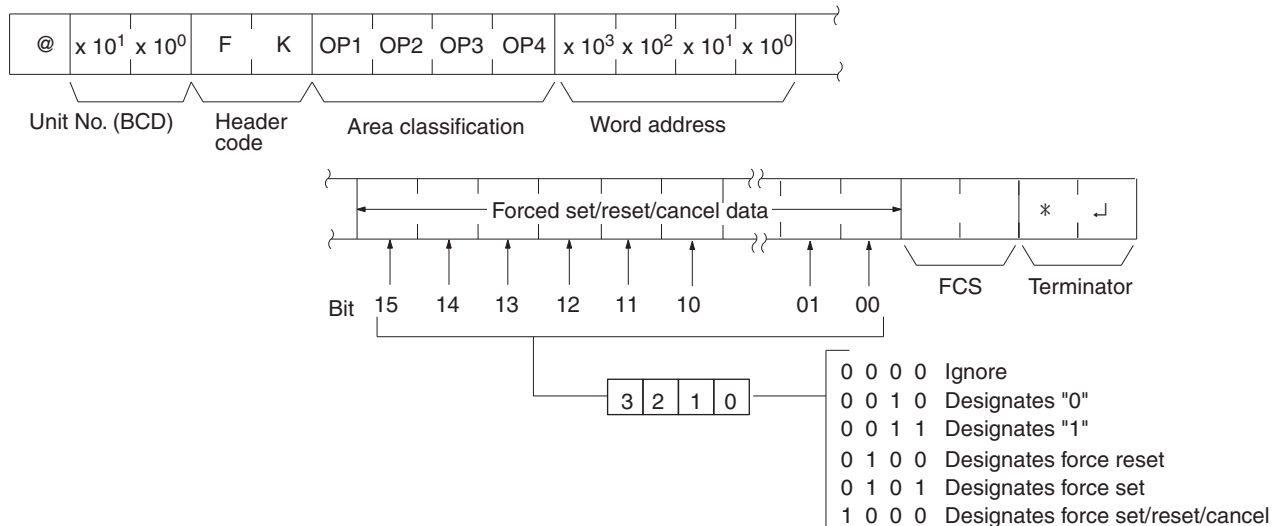 @ x 10¹ x 10⁰ F K OP1 OP2 OP3 OP4 x 10³ x 10² x 10¹ x 10⁰
Unit No. (BCD) Header code Area classification Word address
Forced set/reset/cancel data * ↵
FCS Terminator
Bit 15 14 13 12 11 10 01 00
3 2 1 0
0 0 0 0 Ignore
0 0 1 0 Designates "0"
0 0 1 1 Designates "1"
0 1 0 0 Designates force reset
0 1 0 1 Designates force set
1 0 0 0 Designates force set/reset/cancel